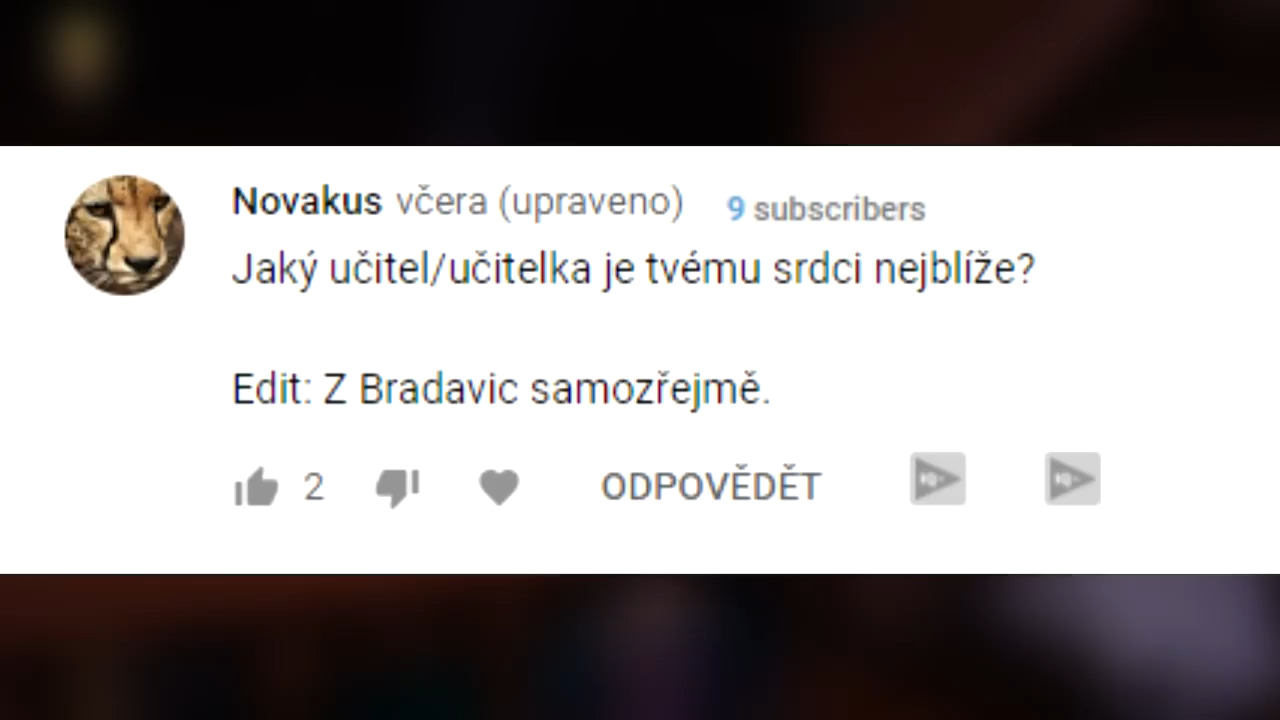 Novakus včera (upraveno) 9 subscribers
Jaký učitel/učitelka je tvému srdci nejblíže?
Edit: Z Bradavic samozřejmě.
2 ODPOVĚDĚT